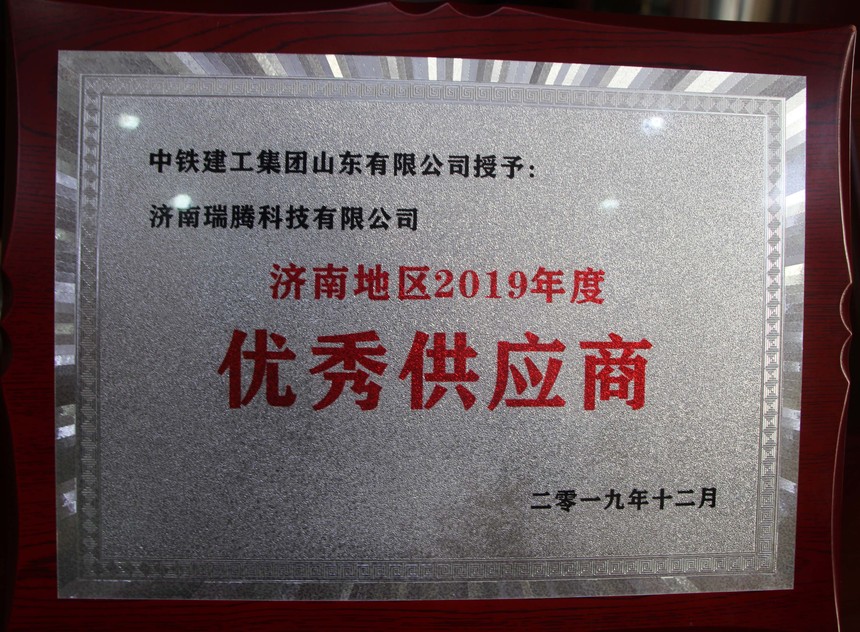 中铁建工集团山东有限公司授予：
济南瑞腾科技有限公司
济南地区2019年度
优秀供应商
二零一九年十二月